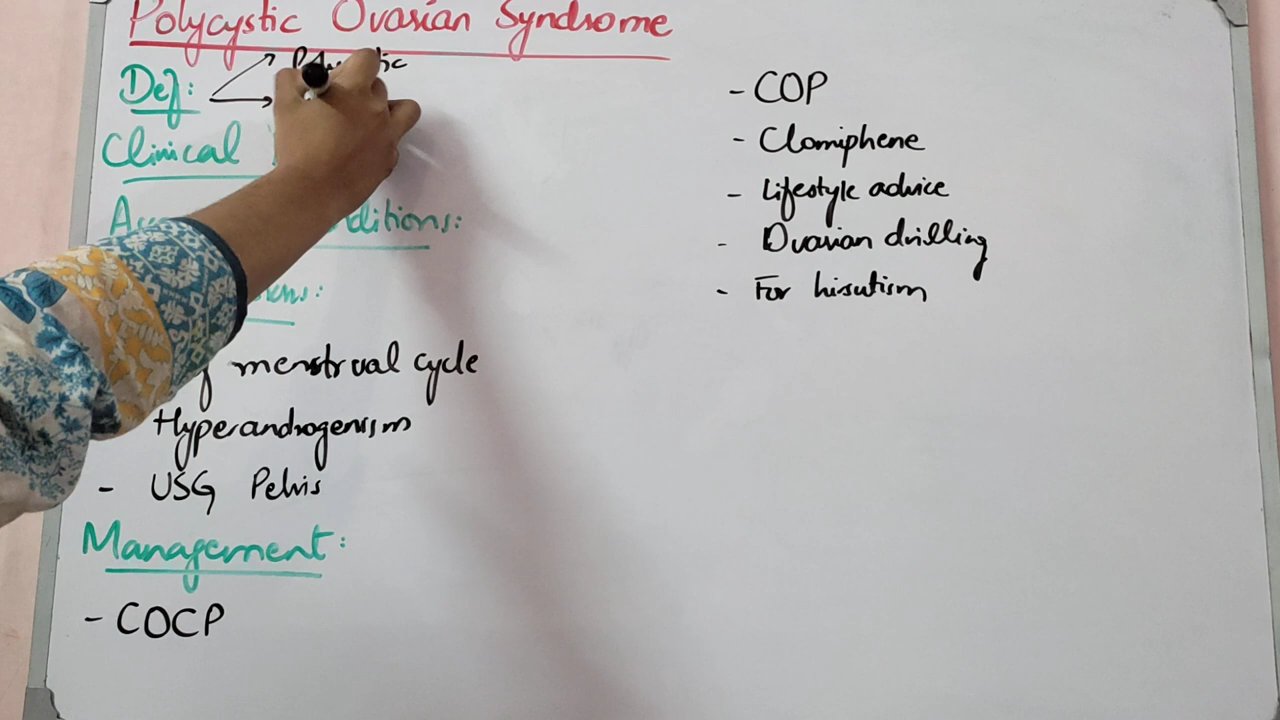 Polycystic Ovarian Syndrome
Def:
Clinical
menstrual cycle
Hyperandrogenism
- USG Pelvis
Management:
- COCP
- COP
- Clomiphene
- Lifestyle advice
- Ovarian drilling
- For hirsutism